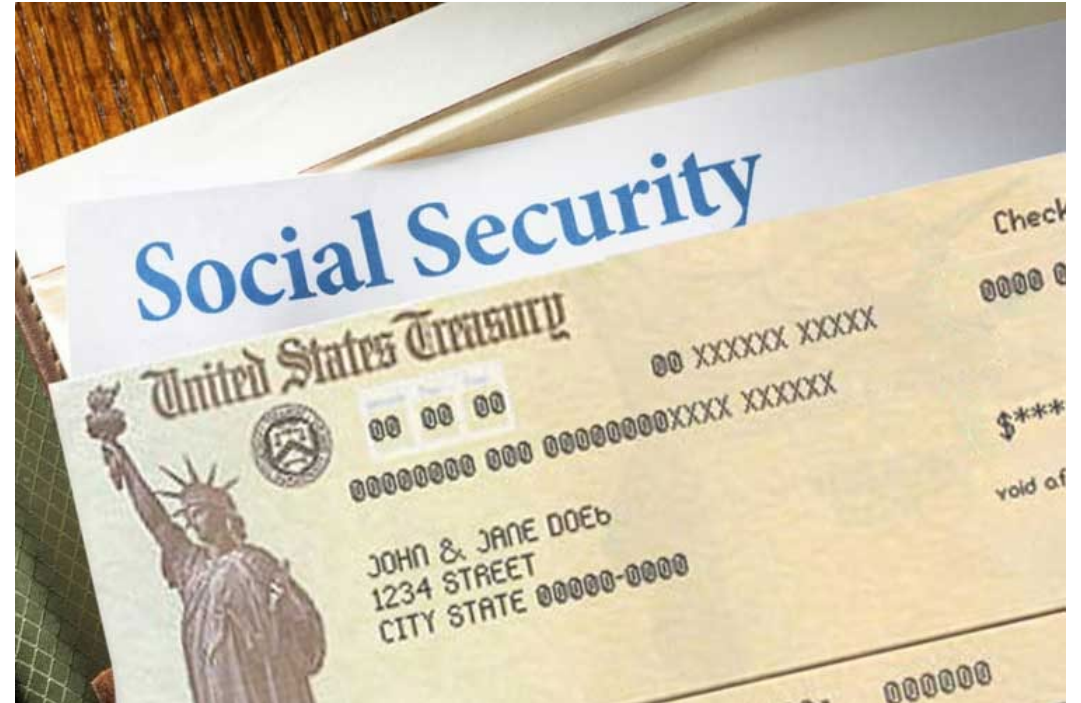 Social Security
United States Treasury
Check
0000 0
00 00 00
00 XXXXXX XXXXX
00000000 000 00000000XXXX XXXXXX
$****
void af
JOHN & JANE DOE6
1234 STREET
CITY STATE 00000-0000
000000